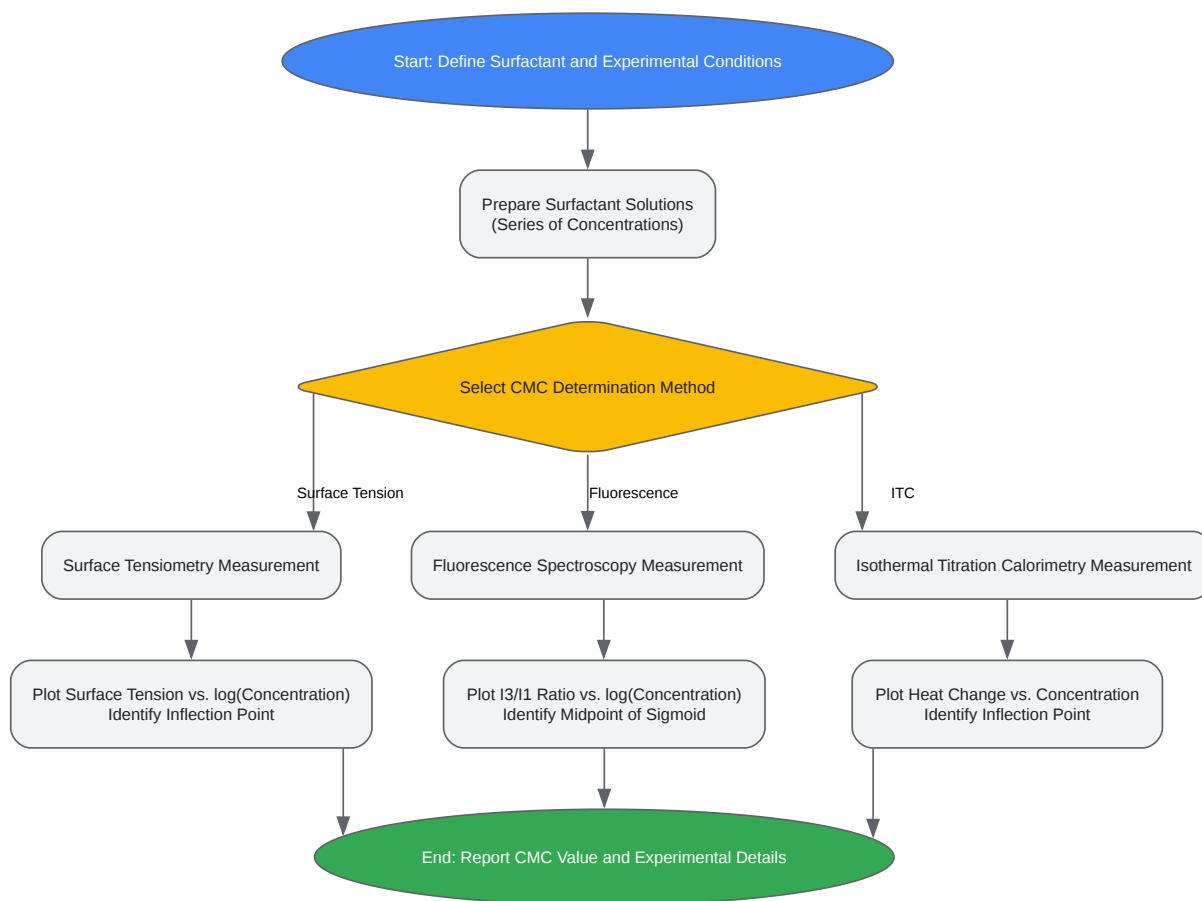 Start: Define Surfactant and Experimental Conditions
Prepare Surfactant Solutions
(Series of Concentrations)
Select CMC Determination Method
Surface Tension
Fluorescence
ITC
Surface Tensiometry Measurement
Fluorescence Spectroscopy Measurement
Isothermal Titration Calorimetry Measurement
Plot Surface Tension vs. log(Concentration)
Identify Inflection Point
Plot I3/I1 Ratio vs. log(Concentration)
Identify Midpoint of Sigmoid
Plot Heat Change vs. Concentration
Identify Inflection Point
End: Report CMC Value and Experimental Details